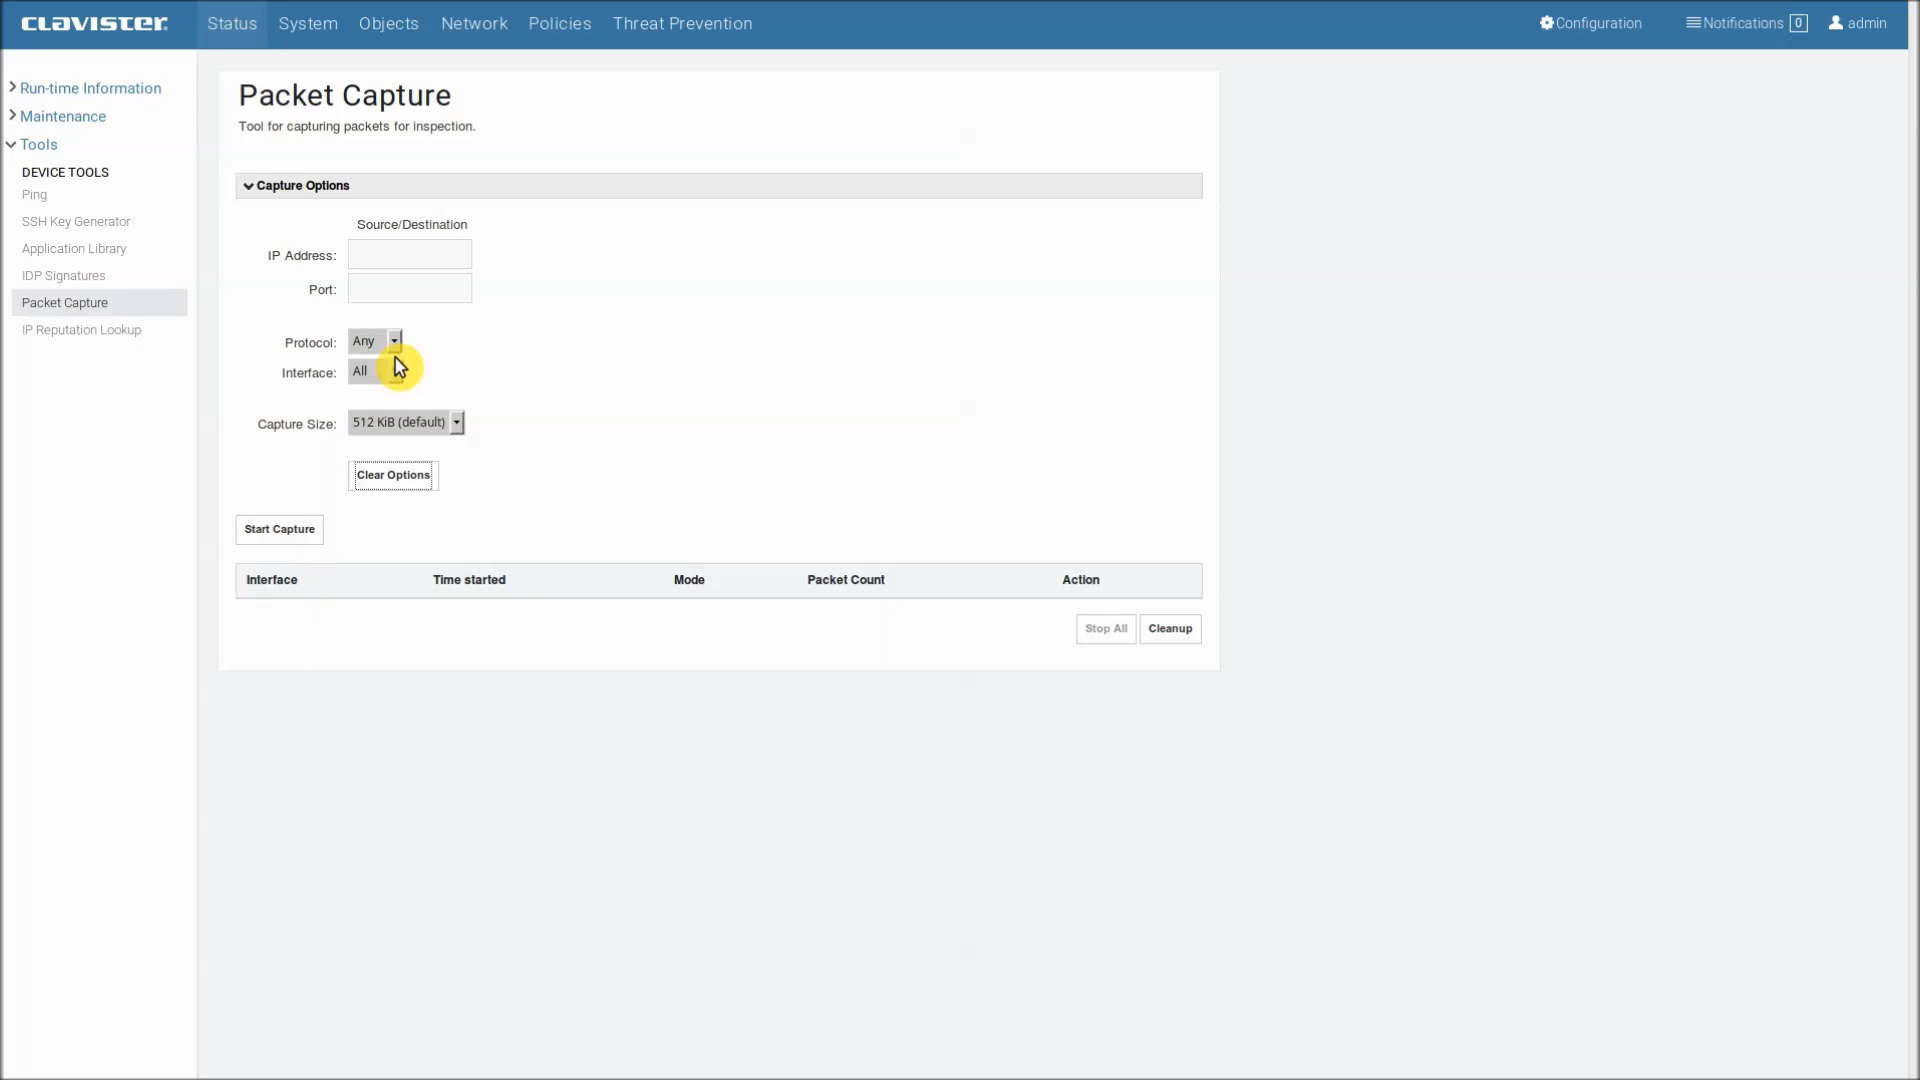 CLAVISTER.
Status System Objects Network Policies Threat Prevention
Configuration Notifications 0 admin
Run-time Information
Maintenance
Tools
DEVICE TOOLS
Ping
SSH Key Generator
Application Library
IDP Signatures
Packet Capture
IP Reputation Lookup
Packet Capture
Tool for capturing packets for inspection.
Capture Options
Source/Destination
IP Address:
Port:
Protocol: Any
Interface: All
Capture Size: 512 KiB (default)
Clear Options
Start Capture
Interface Time started Mode Packet Count Action
Stop All Cleanup